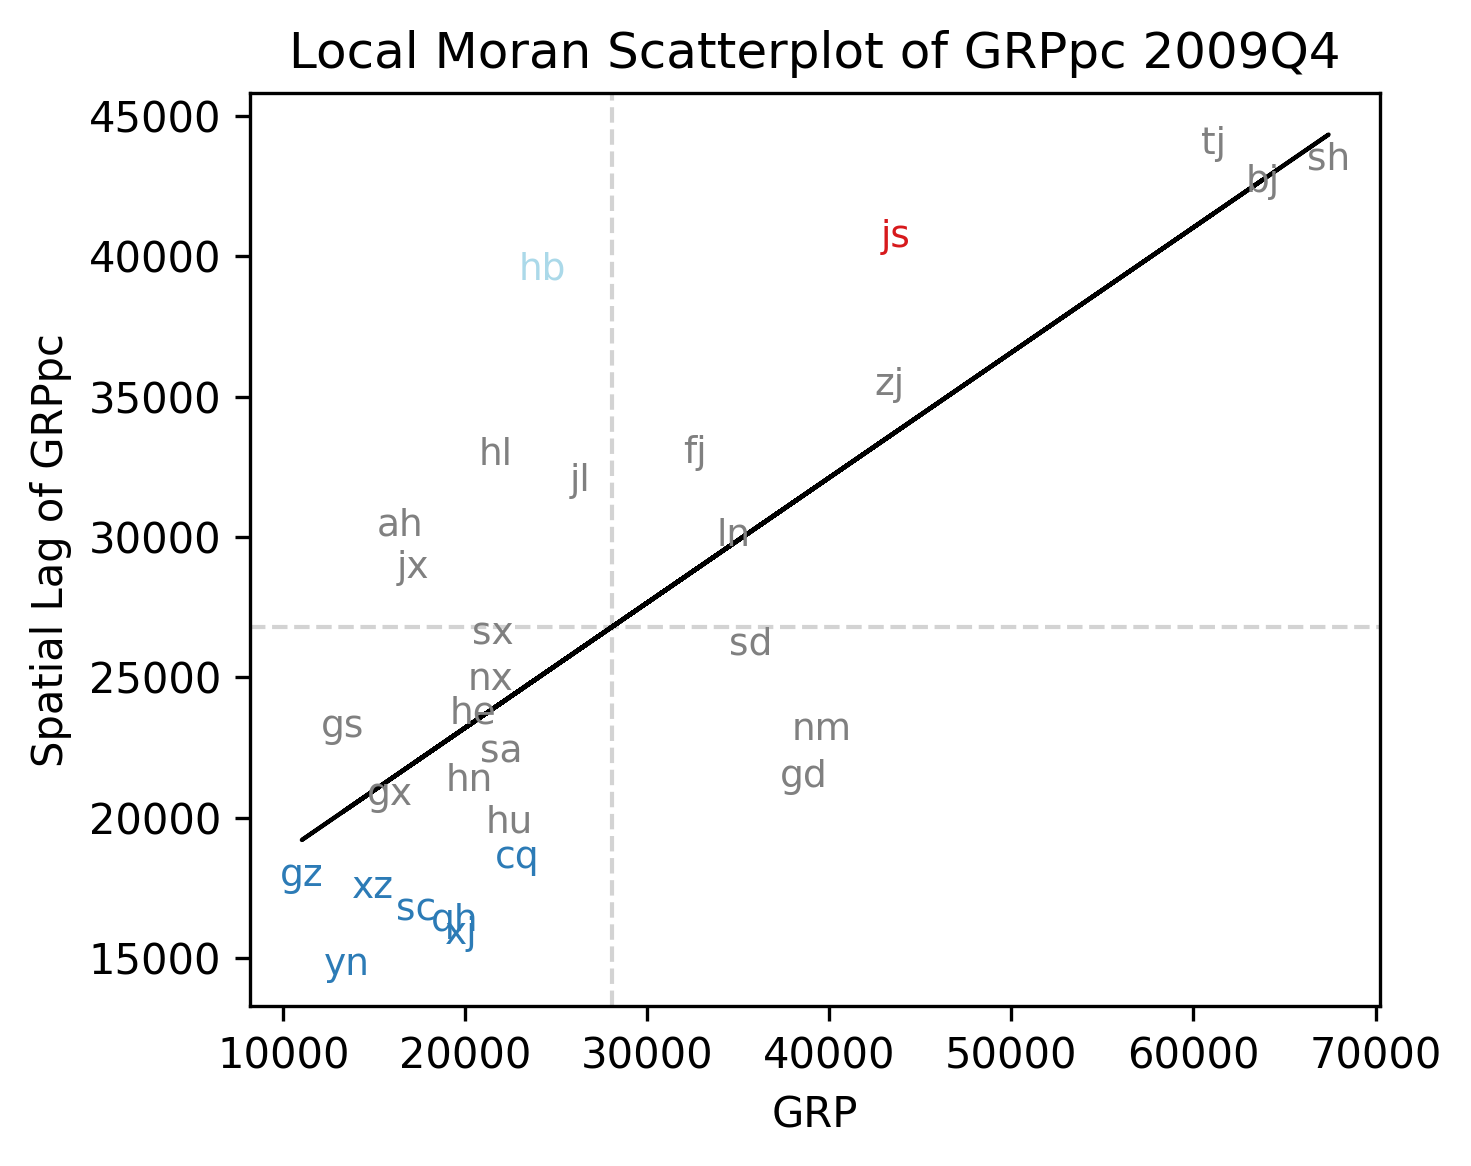 Local Moran Scatterplot of GRPpc 2009Q4
45000
40000
35000
30000
25000
20000
15000
Spatial Lag of GRPpc
tj
sh
bj
js
hb
zj
hl
fj
jl
ah
ln
jx
sx
sd
nx
he
gs
nm
sa
hn
gd
gx
hu
cq
gz
xz
sc
qh
xj
yn
10000 20000 30000 40000 50000 60000 70000
GRP